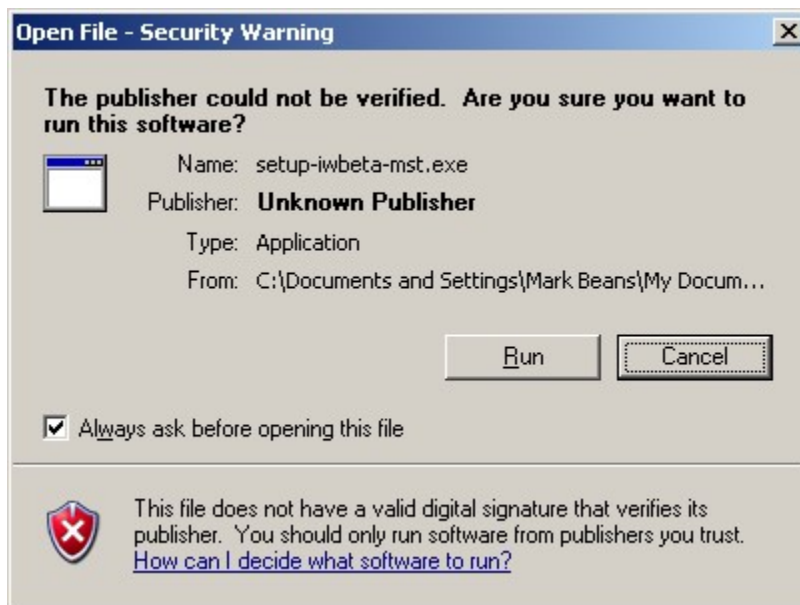 Open File - Security Warning
The publisher could not be verified.  Are you sure you want to
run this software?
Name: setup-iwbeta-mst.exe
Publisher: Unknown Publisher
Type: Application
From: C:\Documents and Settings\Mark Beans\My Docum...
Run Cancel
Always ask before opening this file
This file does not have a valid digital signature that verifies its
publisher.  You should only run software from publishers you trust.
How can I decide what software to run?